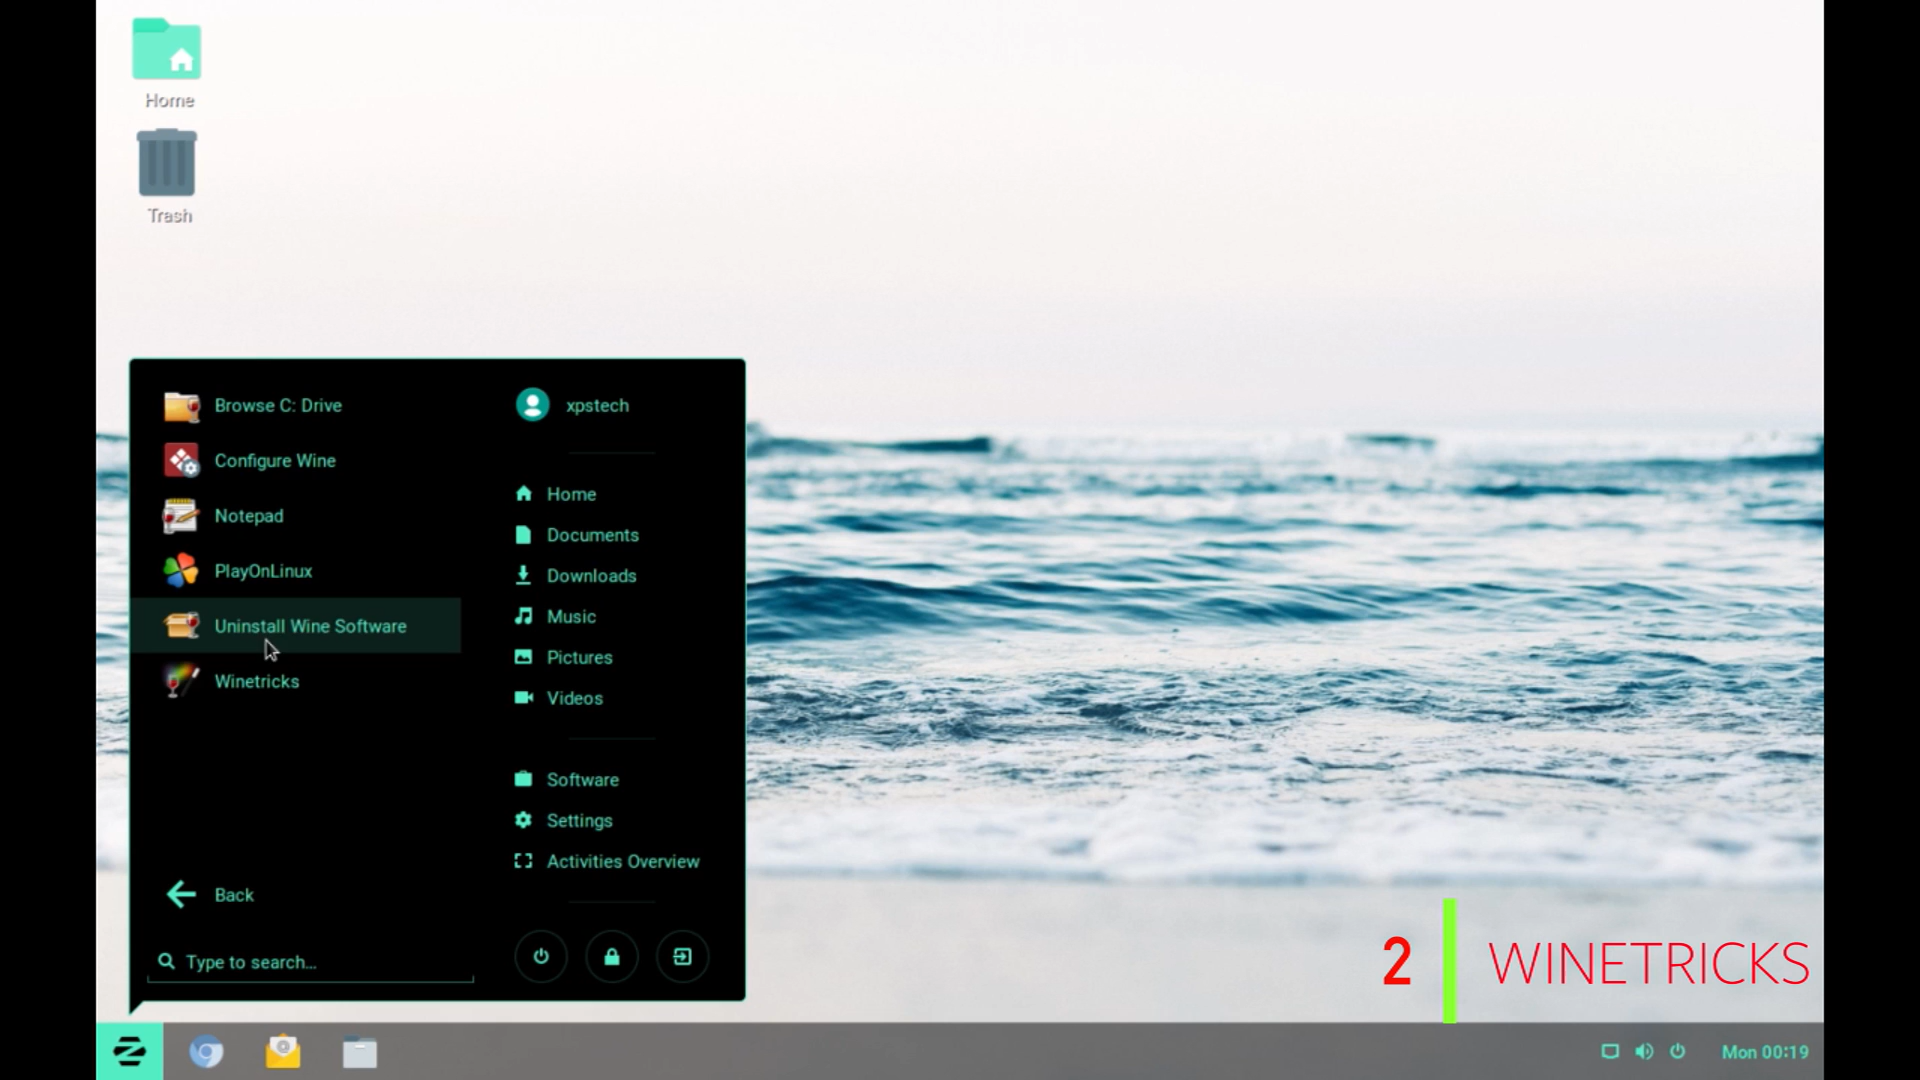 Home
Trash
Browse C: Drive
Configure Wine
Notepad
PlayOnLinux
Uninstall Wine Software
Winetricks
Back
Type to search...
xpstech
Home
Documents
Downloads
Music
Pictures
Videos
Software
Settings
Activities Overview
2 WINETRICKS
Mon 00:19